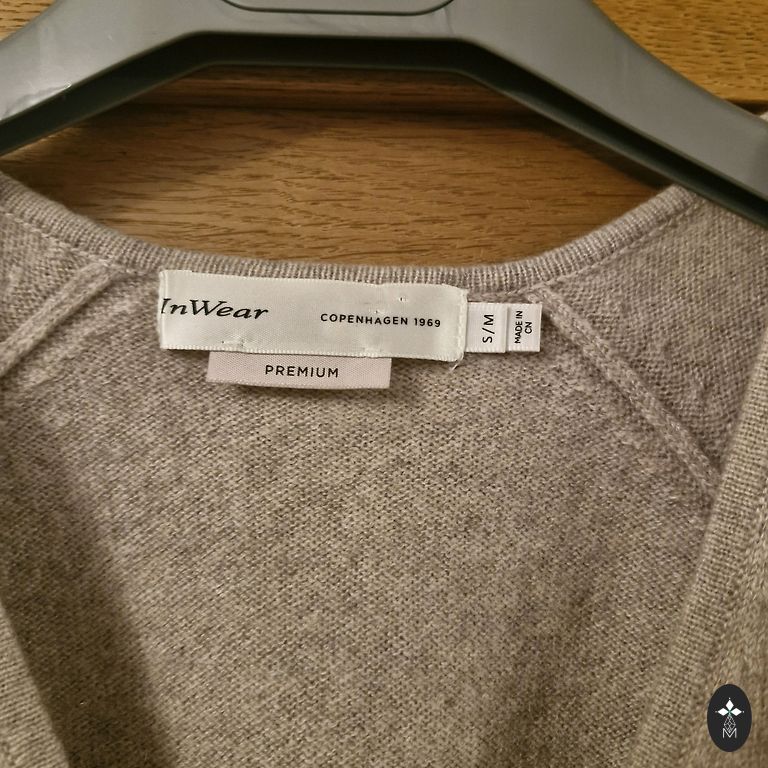 InWear
COPENHAGEN 1969
PREMIUM
S/M
MADE IN
CN
M